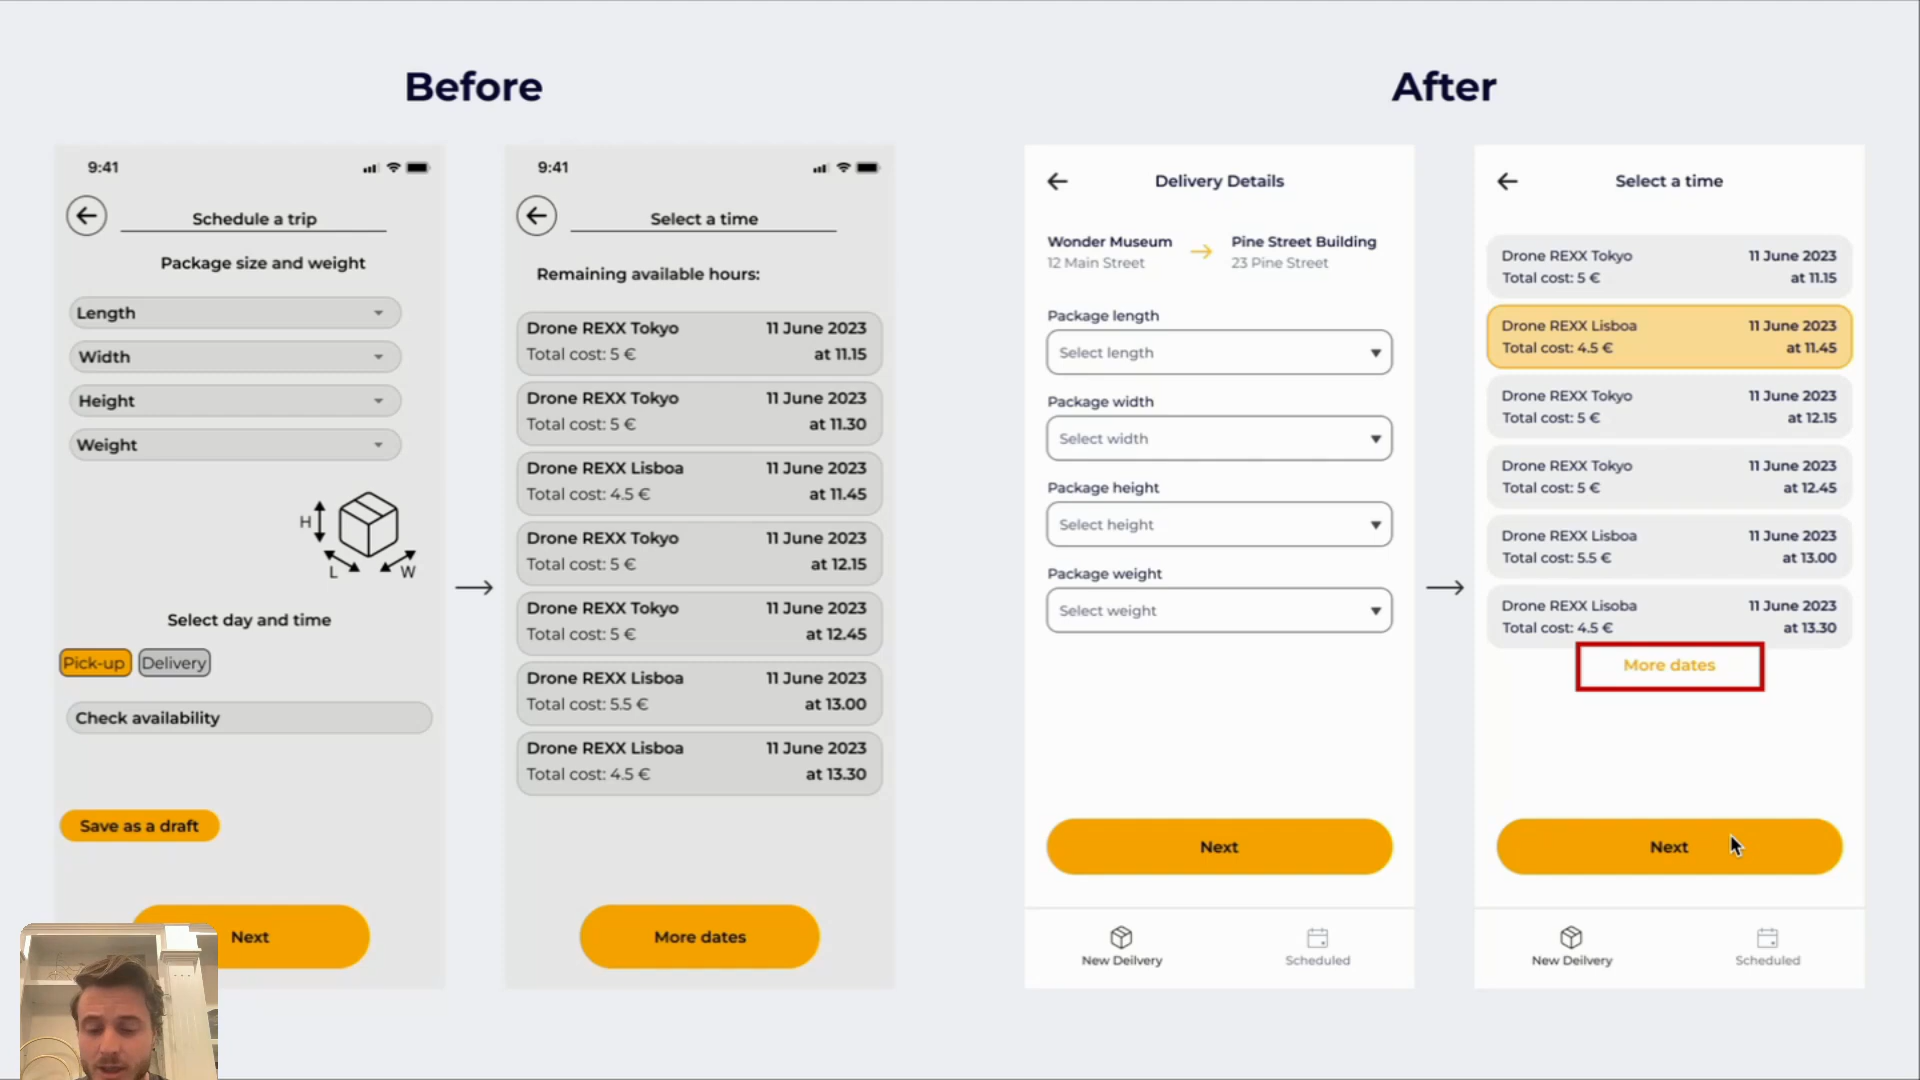 Before
After
9:41
Schedule a trip
Package size and weight
Length
Width
Height
Weight
H
L
W
Select day and time
Pick-up
Delivery
Check availability
Save as a draft
Next
9:41
Select a time
Remaining available hours:
Drone REXX Tokyo 11 June 2023
Total cost: 5 € at 11.15
Drone REXX Tokyo 11 June 2023
Total cost: 5 € at 11.30
Drone REXX Lisboa 11 June 2023
Total cost: 4.5 € at 11.45
Drone REXX Tokyo 11 June 2023
Total cost: 5 € at 12.15
Drone REXX Tokyo 11 June 2023
Total cost: 5 € at 12.45
Drone REXX Lisboa 11 June 2023
Total cost: 5.5 € at 13.00
Drone REXX Lisboa 11 June 2023
Total cost: 4.5 € at 13.30
More dates
Delivery Details
Wonder Museum Pine Street Building
12 Main Street 23 Pine Street
Package length
Select length
Package width
Select width
Package height
Select height
Package weight
Select weight
Next
New Deilvery Scheduled
Select a time
Drone REXX Tokyo 11 June 2023
Total cost: 5 € at 11.15
Drone REXX Lisboa 11 June 2023
Total cost: 4.5 € at 11.45
Drone REXX Tokyo 11 June 2023
Total cost: 5 € at 12.15
Drone REXX Tokyo 11 June 2023
Total cost: 5 € at 12.45
Drone REXX Lisboa 11 June 2023
Total cost: 5.5 € at 13.00
Drone REXX Lisoba 11 June 2023
Total cost: 4.5 € at 13.30
More dates
Next
New Deilvery Scheduled